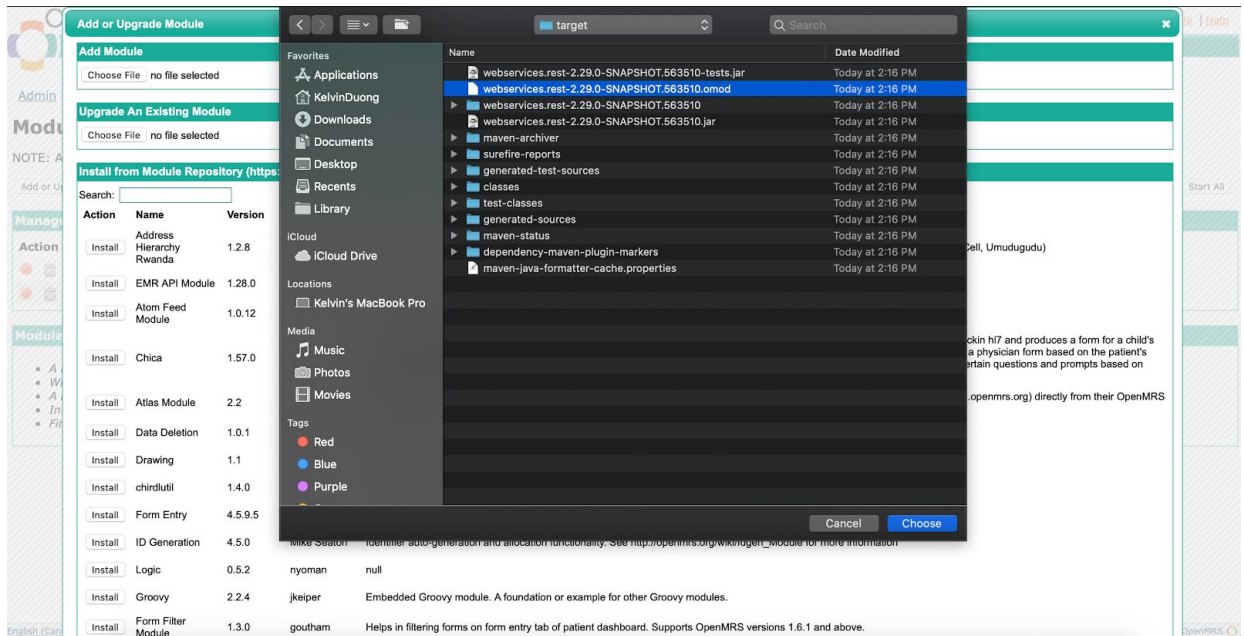 Add or Upgrade Module
Help
Add Module
Choose File no file selected
Admin
Upgrade An Existing Module
Choose File no file selected
NOTE: A
Install from Module Repository (https:
Add or Up
Search:
Start All
Manage
Action
Module
Action Name Version
Install Address Hierarchy Rwanda 1.2.8 Cell, Umudugudu)
Install EMR API Module 1.28.0
Install Atom Feed Module 1.0.12
Install Chica 1.57.0
ckin hl7 and produces a form for a child's
a physician form based on the patient's
ertain questions and prompts based on
Install Atlas Module 2.2 .openmrs.org) directly from their OpenMRS
Install Data Deletion 1.0.1
Install Drawing 1.1
Install chirdlutil 1.4.0
Install Form Entry 4.5.9.5
Install ID Generation 4.5.0 Mike Seaton Identifier auto-generation and allocation functionality. See http://openmrs.org/wiki/Idgen_Module for more information
Install Logic 0.5.2 nyoman null
Install Groovy 2.2.4 jkeiper Embedded Groovy module. A foundation or example for other Groovy modules.
Install Form Filter Module 1.3.0 goutham Helps in filtering forms on form entry tab of patient dashboard. Supports OpenMRS versions 1.6.1 and above.
English (Can
OpenMRS
target
Search
Favorites
Applications
KelvinDuong
Downloads
Documents
Desktop
Recents
Library
iCloud
iCloud Drive
Locations
Kelvin's MacBook Pro
Media
Music
Photos
Movies
Tags
Red
Blue
Purple
Name Date Modified
webservices.rest-2.29.0-SNAPSHOT.563510-tests.jar Today at 2:16 PM
webservices.rest-2.29.0-SNAPSHOT.563510.omod Today at 2:16 PM
webservices.rest-2.29.0-SNAPSHOT.563510 Today at 2:16 PM
webservices.rest-2.29.0-SNAPSHOT.563510.jar Today at 2:16 PM
maven-archiver Today at 2:16 PM
surefire-reports Today at 2:16 PM
generated-test-sources Today at 2:16 PM
classes Today at 2:16 PM
test-classes Today at 2:16 PM
generated-sources Today at 2:16 PM
maven-status Today at 2:16 PM
dependency-maven-plugin-markers Today at 2:16 PM
maven-java-formatter-cache.properties Today at 2:16 PM
Cancel Choose